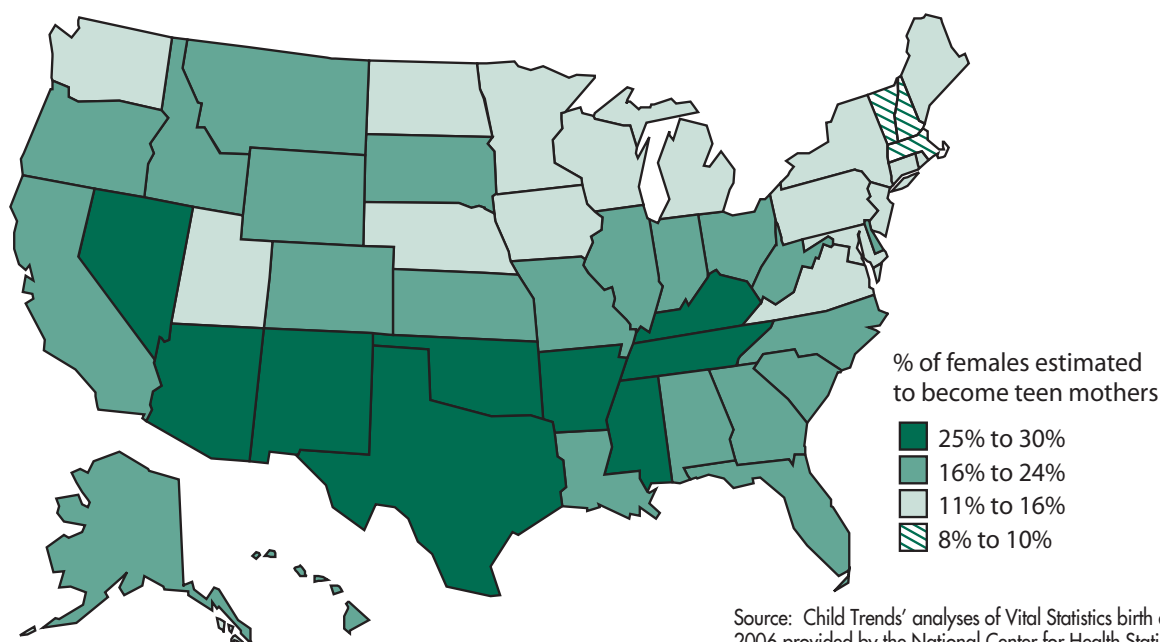 % of females estimated
to become teen mothers
25% to 30%
16% to 24%
11% to 16%
8% to 10%
Source: Child Trends’ analyses of Vital Statistics birth
2006 provided by the National Center for Health